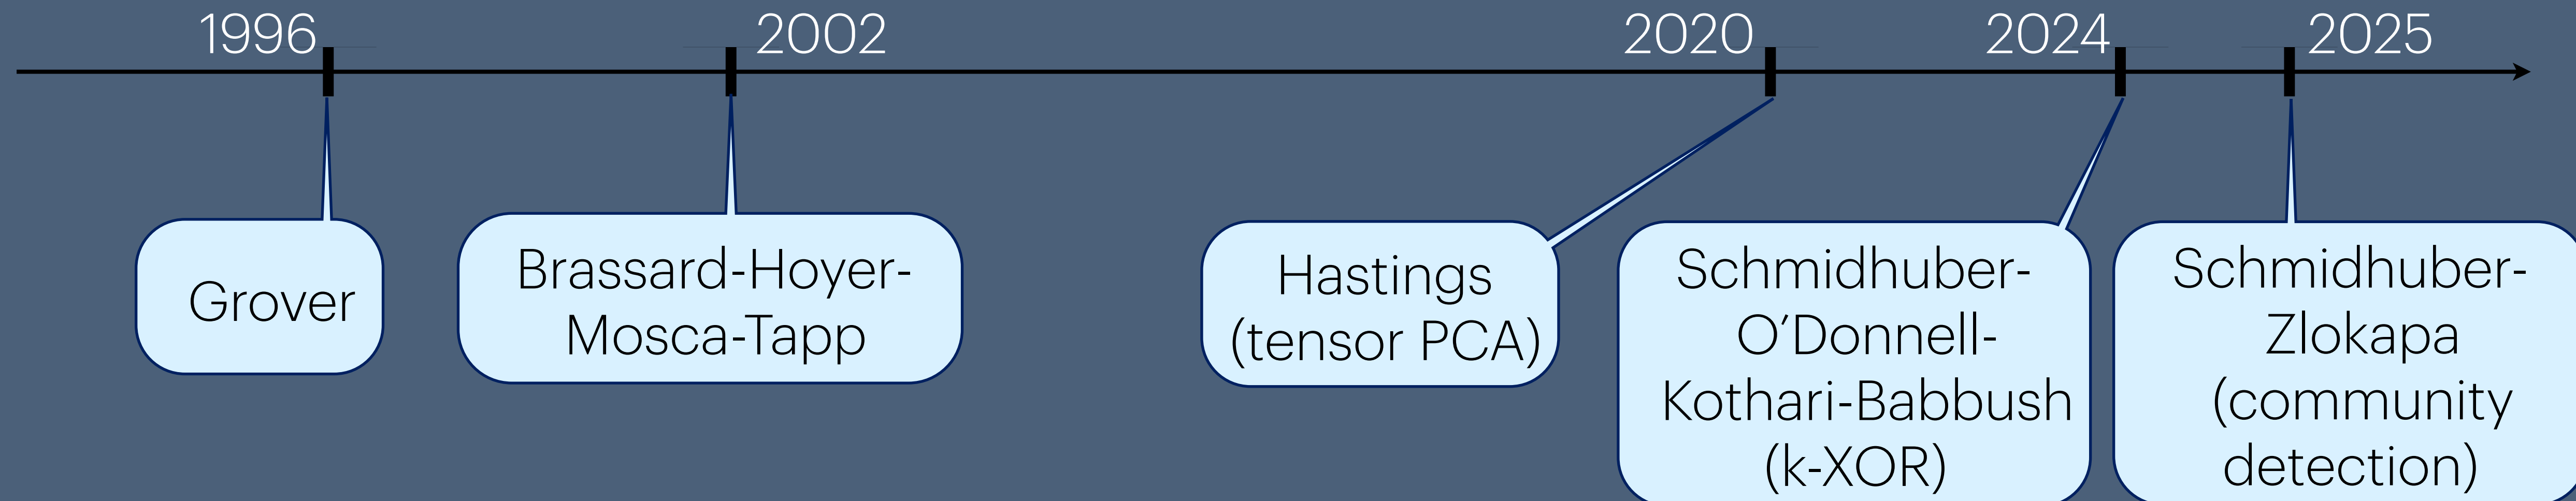 1996
2002
2020
2024
2025
Grover
Brassard-Hoyer-
Mosca-Tapp
Hastings
(tensor PCA)
Schmidhuber-
O’Donnell-
Kothari-Babbush
(k-XOR)
Schmidhuber-
Zlokapa
(community
detection)